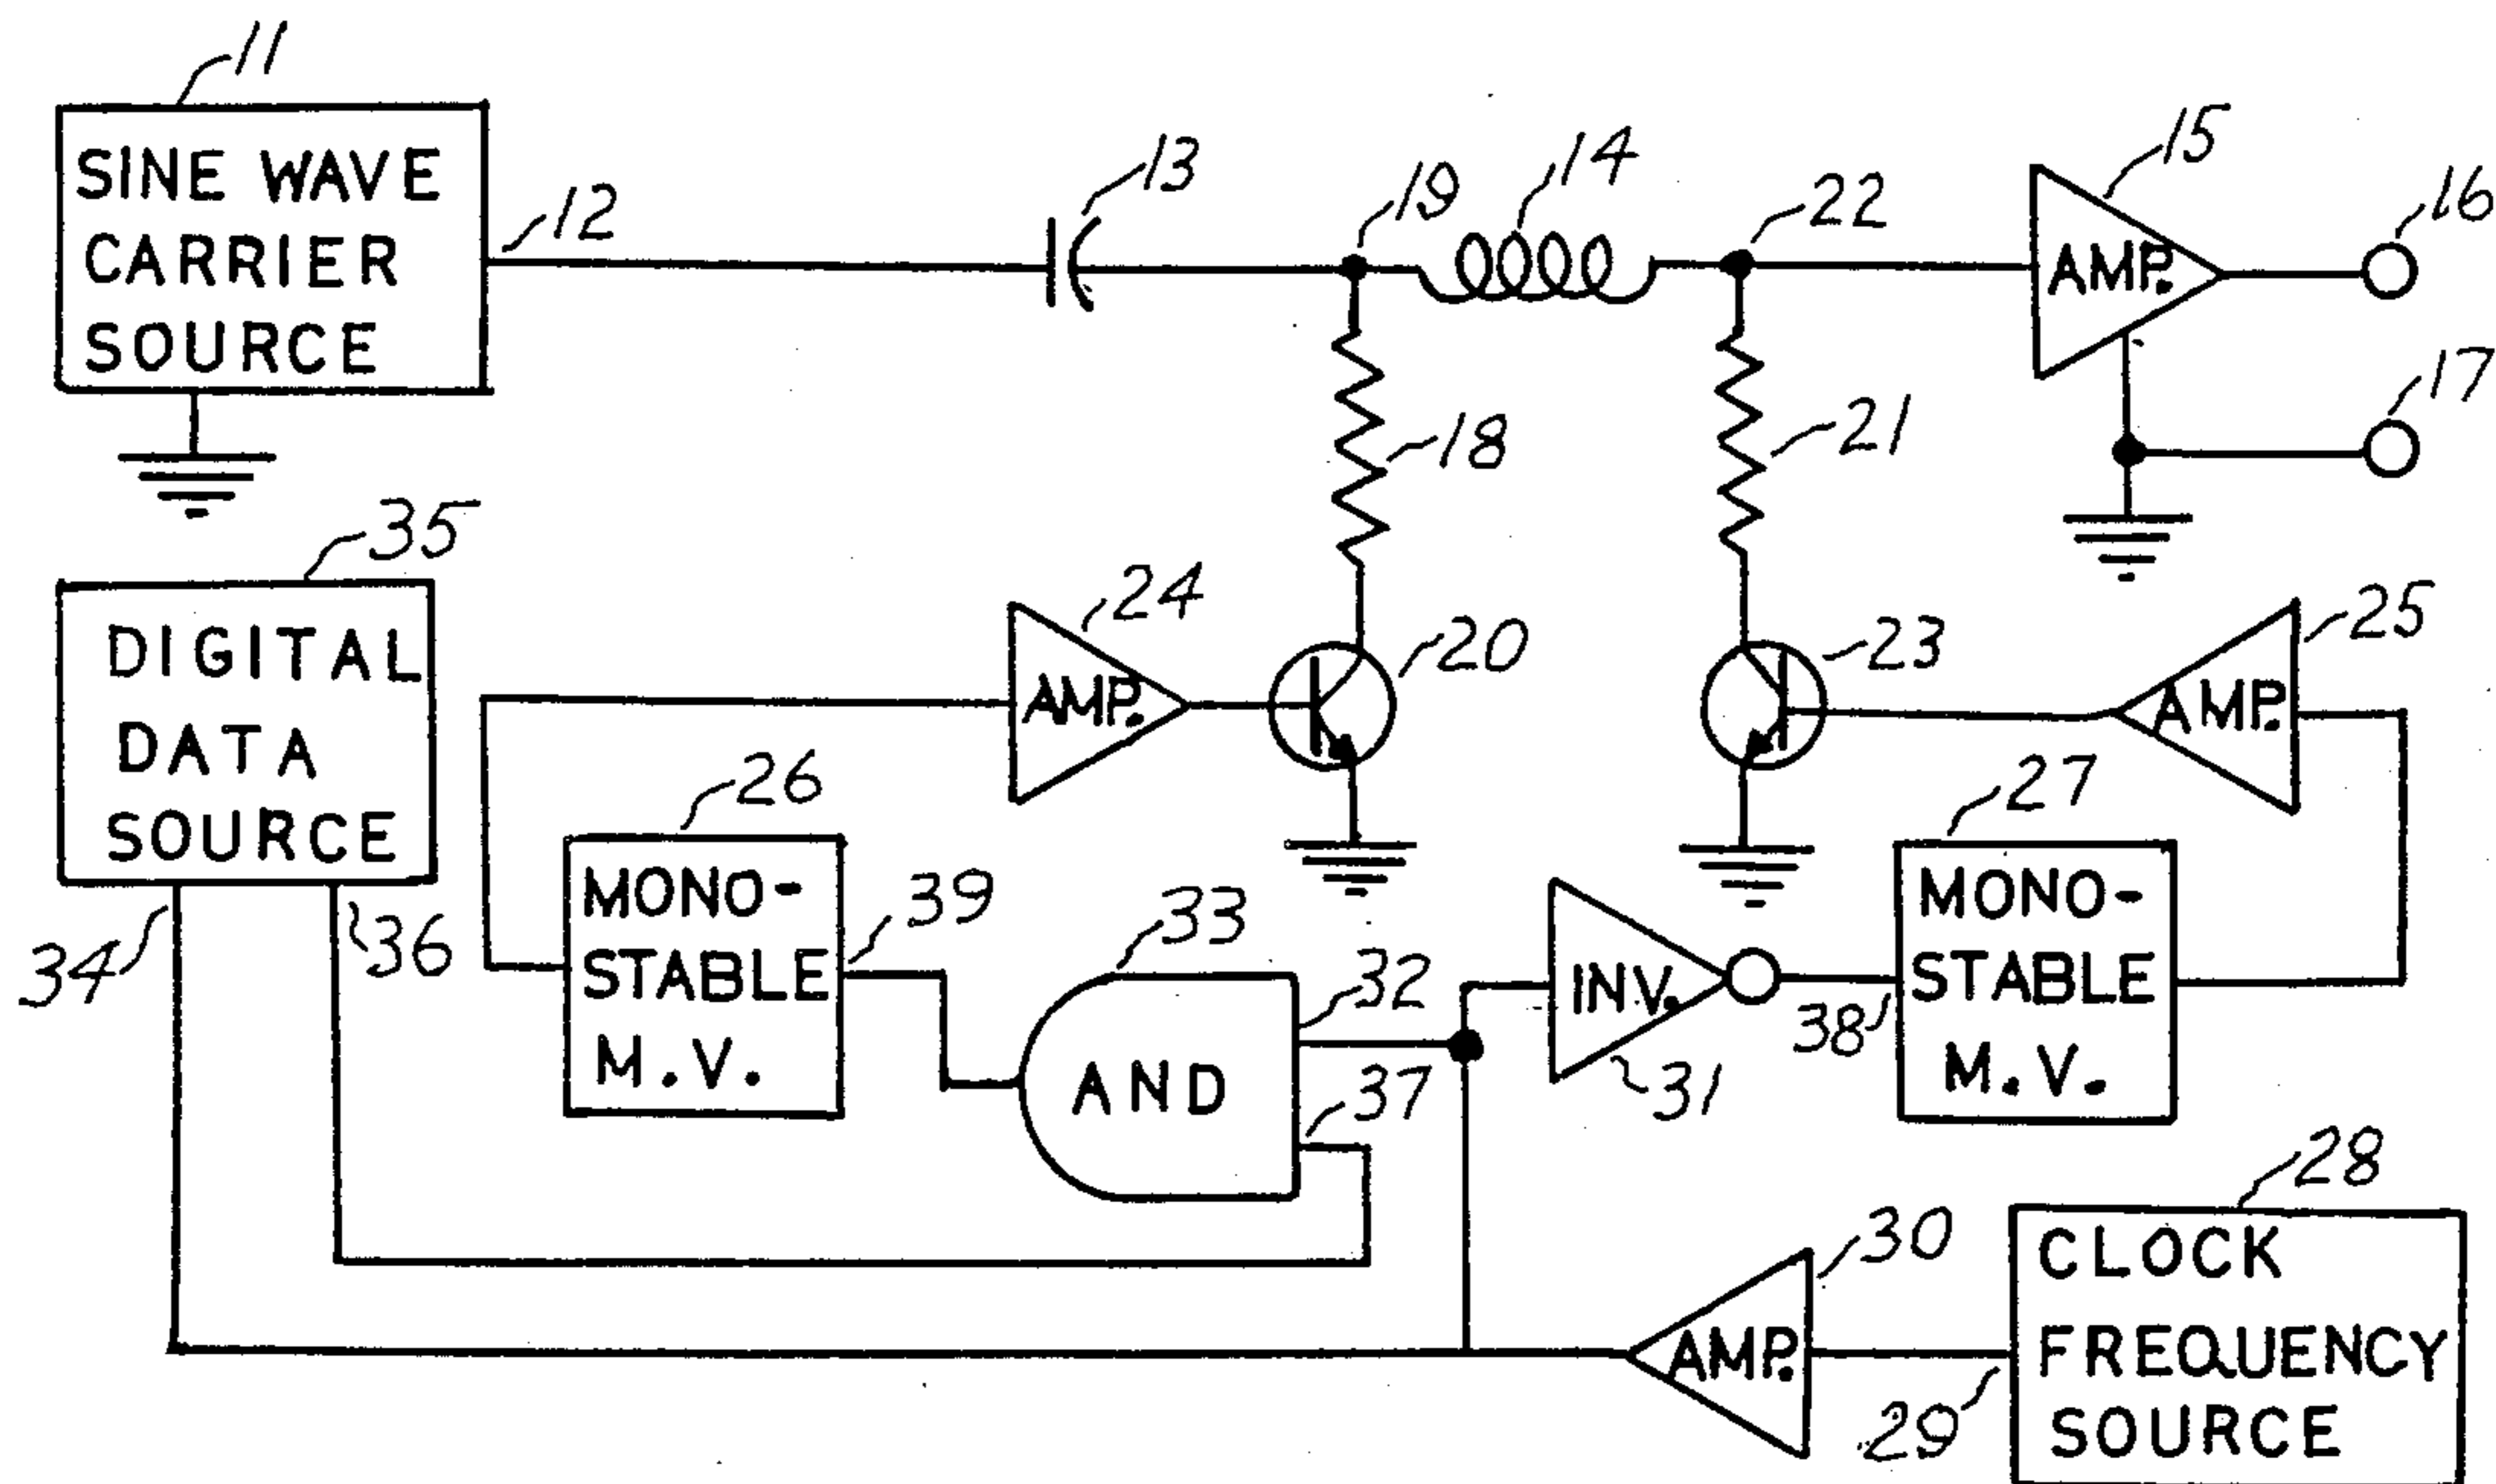 11
SINE WAVE
CARRIER
SOURCE
12
13
19
14
22
15
AMP.
16
17
18
21
35
DIGITAL
DATA
SOURCE
34
36
24
AMP.
20
23
25
AMP.
26
MONO-
STABLE
M.V.
39
33
AND
32
37
INV.
31
38
27
MONO-
STABLE
M.V.
28
CLOCK
FREQUENCY
SOURCE
30
AMP.
29